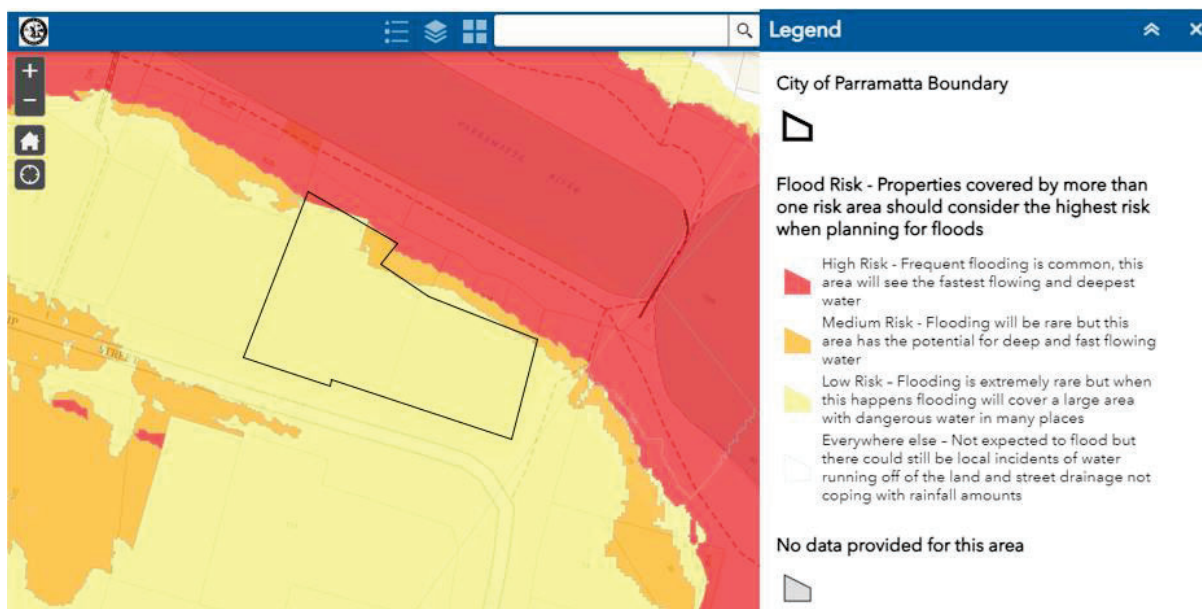 Legend
City of Parramatta Boundary
Flood Risk - Properties covered by more than
one risk area should consider the highest risk
when planning for floods
High Risk - Frequent flooding is common, this
area will see the fastest flowing and deepest
water
Medium Risk - Flooding will be rare but this
area has the potential for deep and fast flowing
water
Low Risk - Flooding is extremely rare but when
this happens flooding will cover a large area
with dangerous water in many places
Everywhere else - Not expected to flood but
there could still be local incidents of water
running off of the land and street drainage not
coping with rainfall amounts
No data provided for this area
PARRAMATTA
RIVER
STREET